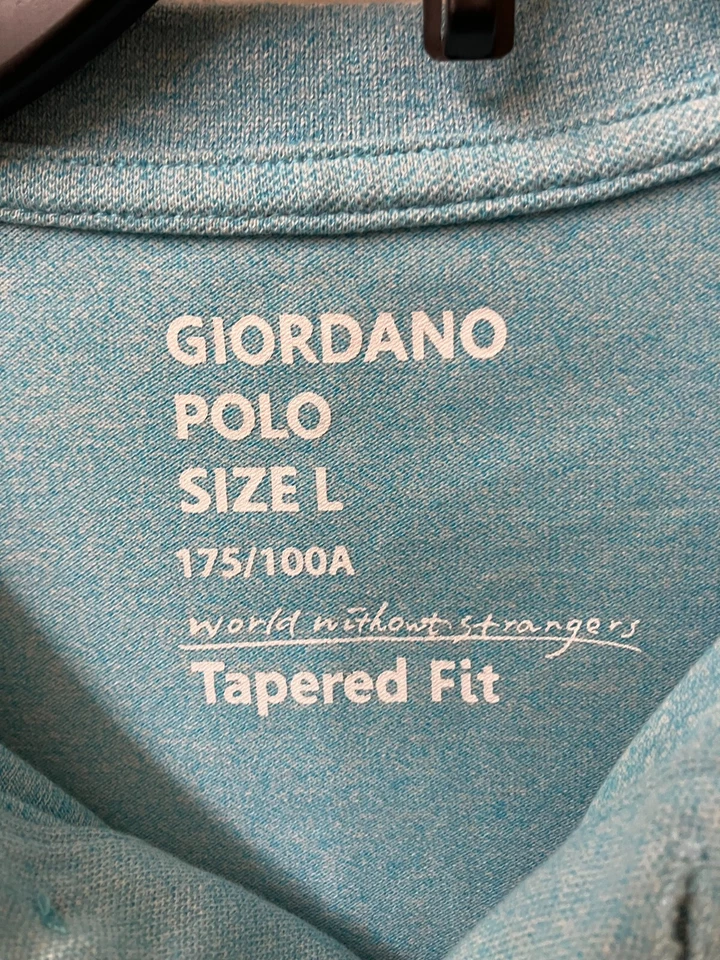 GIORDANO
POLO
SIZE L
175/100A
world without strangers
Tapered Fit